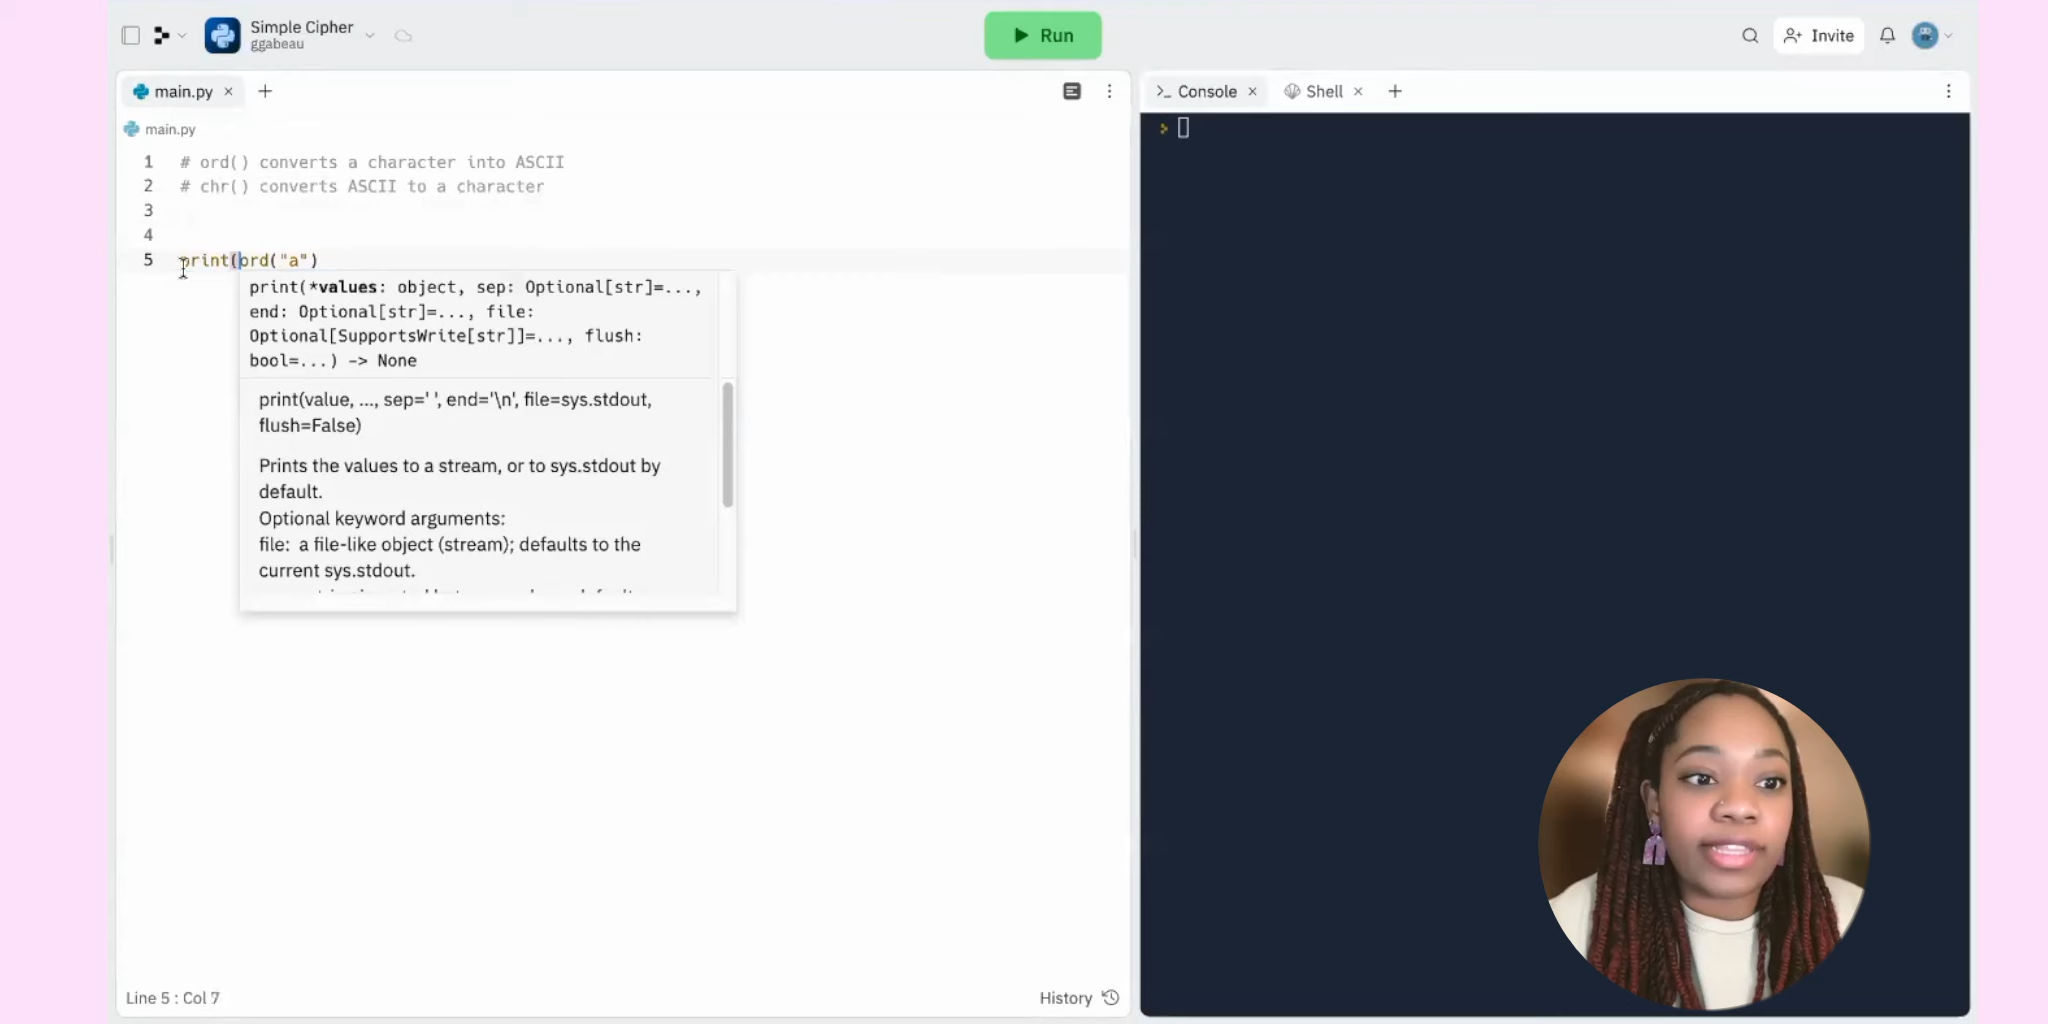 Simple Cipher
ggabeau
Run
Invite
main.py
main.py
1 # ord() converts a character into ASCII
2 # chr() converts ASCII to a character
3
4
5 print(ord("a")
print(*values: object, sep: Optional[str]=...,
end: Optional[str]=..., file:
Optional[SupportsWrite[str]]=..., flush:
bool=...) -> None
print(value, ..., sep=' ', end='\n', file=sys.stdout,
flush=False)
Prints the values to a stream, or to sys.stdout by
default.
Optional keyword arguments:
file: a file-like object (stream); defaults to the
current sys.stdout.
Line 5 : Col 7
History
Console
Shell